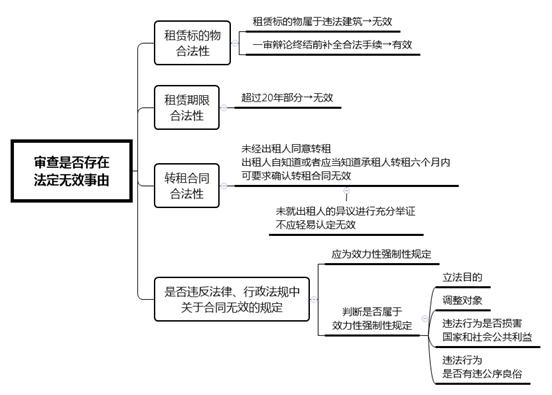 审查是否存在
法定无效事由
租赁标的物
合法性
租赁标的物属于违法建筑→无效
一审辩论终结前补全合法手续→有效
租赁期限
合法性
超过20年部分→无效
转租合同
合法性
未经出租人同意转租
出租人自知道或者应当知道承租人转租六个月内
可要求确认转租合同无效
未就出租人的异议进行充分举证
不应轻易认定无效
是否违反法律、行政法规中
关于合同无效的规定
应为效力性强制性规定
判断是否属于
效力性强制性规定
立法目的
调整对象
违法行为是否损害
国家和社会公共利益
违法行为
是否有违公序良俗